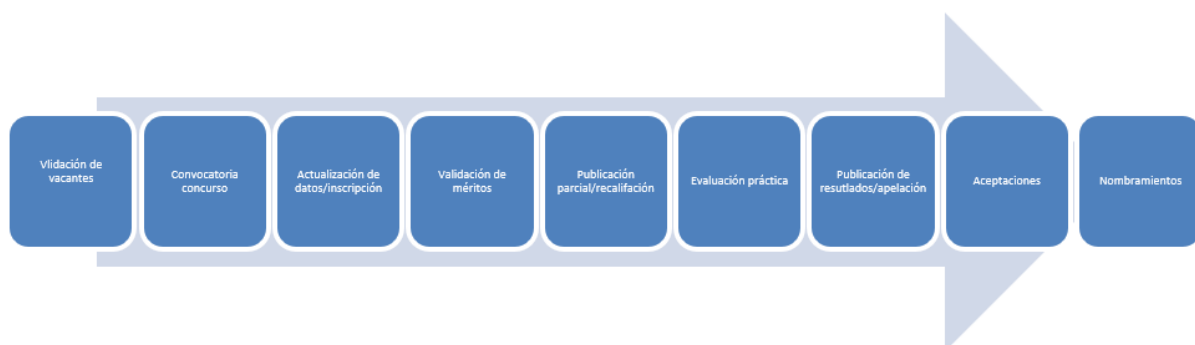 Vlidación de
vacantes
Convocatoria
concurso
Actualización de
datos/inscripción
Validación de
méritos
Publicación
parcial/recalifación
Evaluación práctica
Publicación de
resutlados/apelación
Aceptaciones
Nombramientos